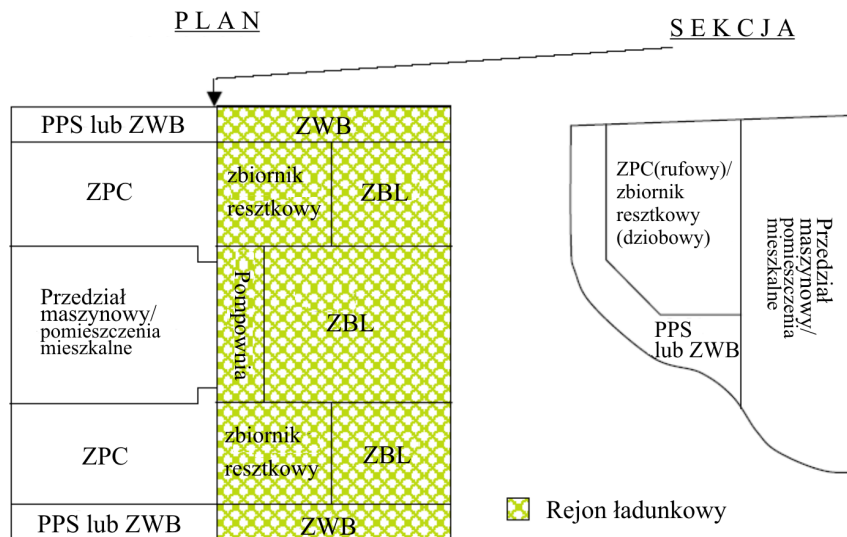 P L A N
S E K C J A
PPS lub ZWB
ZWB
ZPC
zbiornik
resztkowy
ZBL
Przedział
maszynowy/
pomieszczenia
mieszkalne
Pompownia
ZBL
ZPC
zbiornik
resztkowy
ZBL
PPS lub ZWB
ZWB
ZPC(rufowy)/
zbiornik
resztkowy
(dziobowy)
Przedział
maszynowy/
pomieszczenia
mieszkalne
PPS
lub ZWB
Rejon ładunkowy